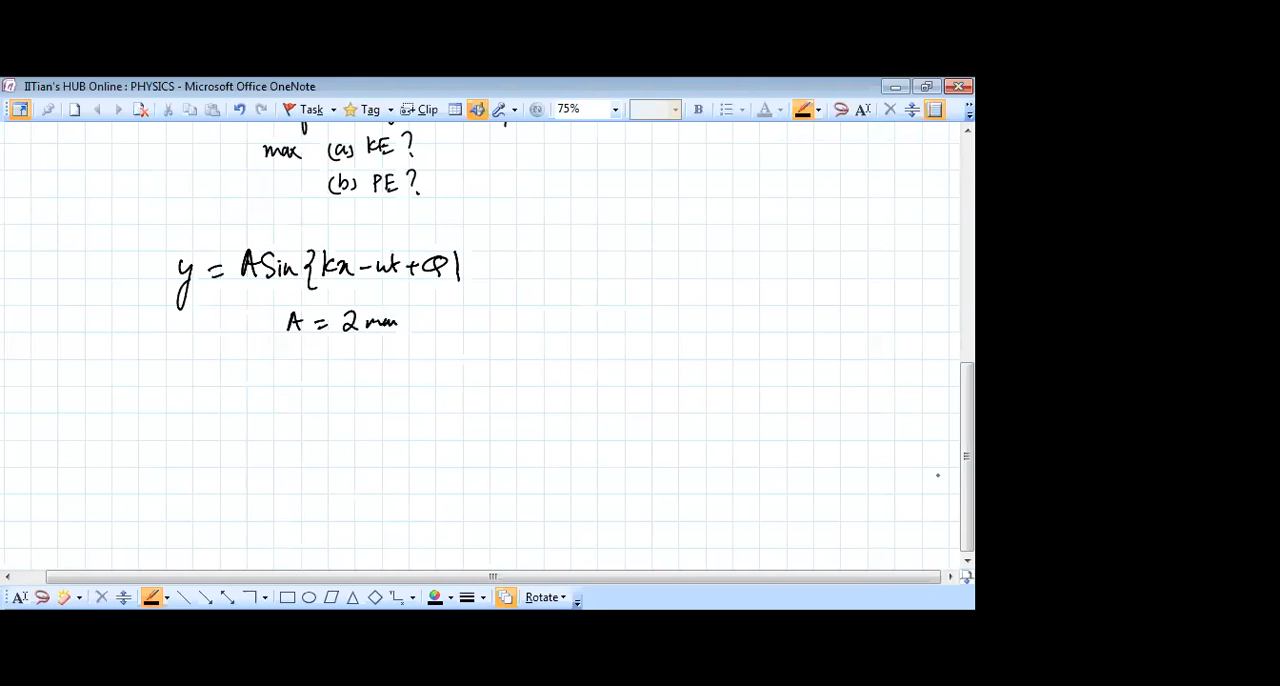 IITian's HUB Online : PHYSICS - Microsoft Office OneNote
Task Tag Clip 75% B A A
max (a) KE ?
(b) PE ?
y = A Sin{kx - ωt + φ}
A = 2 mm
A Rotate